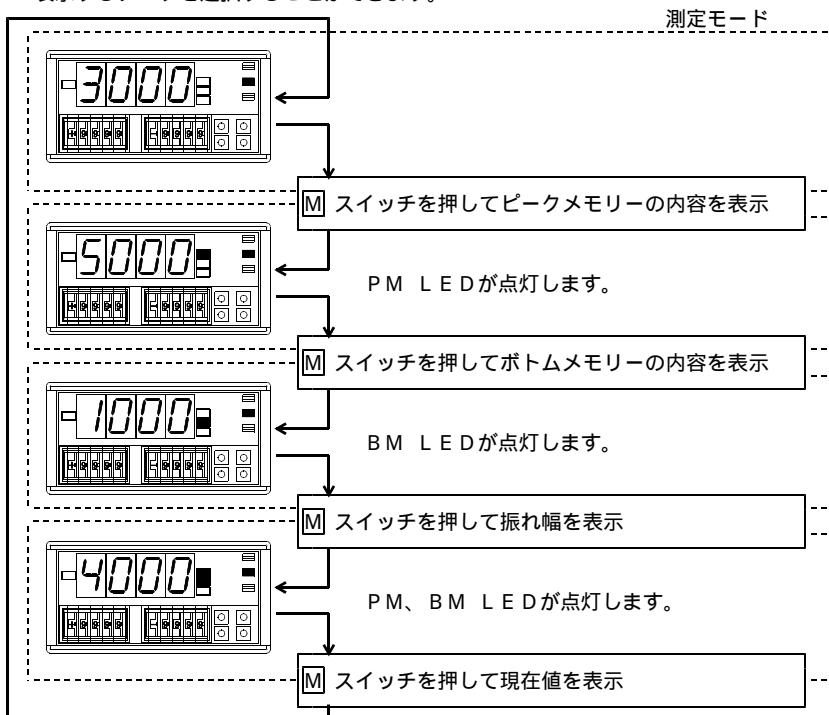 表示するデータを選択することができます。
測定モード
3000
M スイッチを押してピークメモリーの内容を表示
5000
ＰＭ ＬＥＤが点灯します。
M スイッチを押してボトムメモリーの内容を表示
1000
ＢＭ ＬＥＤが点灯します。
M スイッチを押して振れ幅を表示
4000
ＰＭ、ＢＭ ＬＥＤが点灯します。
M スイッチを押して現在値を表示